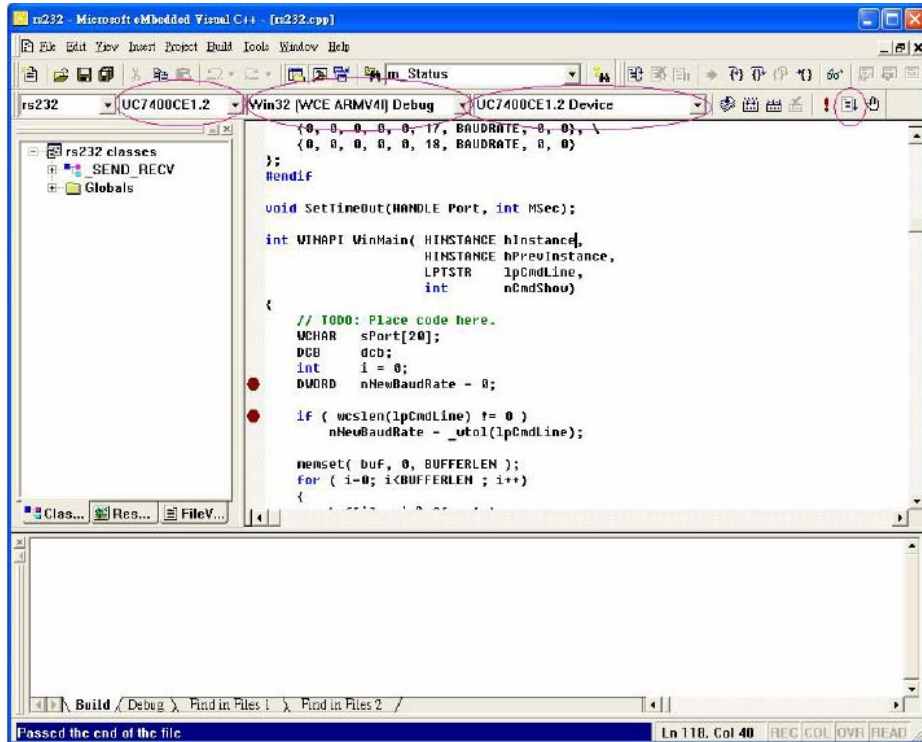 rs232 - Microsoft eMbedded Visual C++ - [rs232.cpp]
File Edit View Insert Project Build Tools Window Help
m_Status
rs232 UC7400CE1.2 Win32 (WCE ARMV4I) Debug UC7400CE1.2 Device
rs232 classes
_SEND_RECV
Globals
{0, 0, 0, 0, 0, 17, BAUDRATE, 0, 0}, \
{0, 0, 0, 0, 0, 18, BAUDRATE, 0, 0}
};
#endif
void SetTimeOut(HANDLE Port, int MSec);
int WINAPI WinMain( HINSTANCE hInstance,
HINSTANCE hPrevInstance,
LPTSTR lpCmdLine,
int nCmdShow)
{
// TODO: Place code here.
WCHAR sPort[20];
DCB dcb;
int i = 0;
DWORD nNewBaudRate = 0;
if ( wcslen(lpCmdLine) != 0 )
nNewBaudRate = _wtol(lpCmdLine);
memset( buf, 0, BUFFERLEN );
for ( i=0; i<BUFFERLEN ; i++)
{
Clas... Res... FileV...
Build Debug Find in Files 1 Find in Files 2
Passed the end of the file
Ln 118, Col 40 REC COL OVR READ